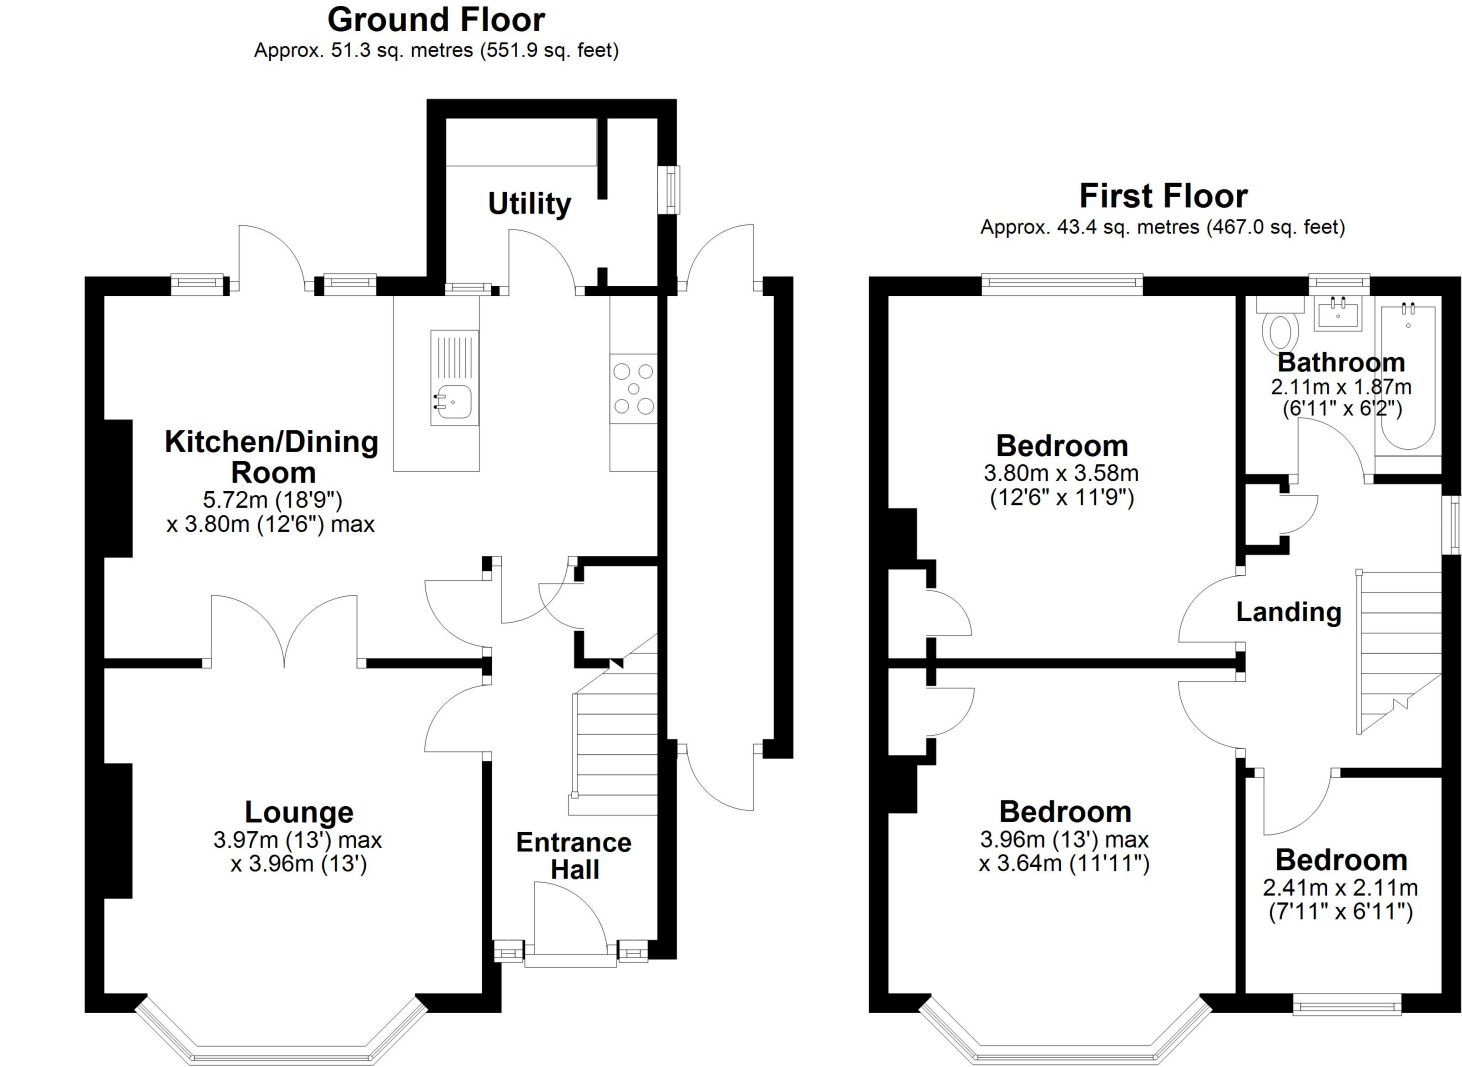 Ground Floor
Approx. 51.3 sq. metres (551.9 sq. feet)
Utility
Kitchen/Dining
Room
5.72m (18'9")
x 3.80m (12'6") max
Lounge
3.97m (13') max
x 3.96m (13')
Entrance
Hall
First Floor
Approx. 43.4 sq. metres (467.0 sq. feet)
Bathroom
2.11m x 1.87m
(6'11" x 6'2")
Bedroom
3.80m x 3.58m
(12'6" x 11'9")
Landing
Bedroom
3.96m (13') max
x 3.64m (11'11")
Bedroom
2.41m x 2.11m
(7'11" x 6'11")